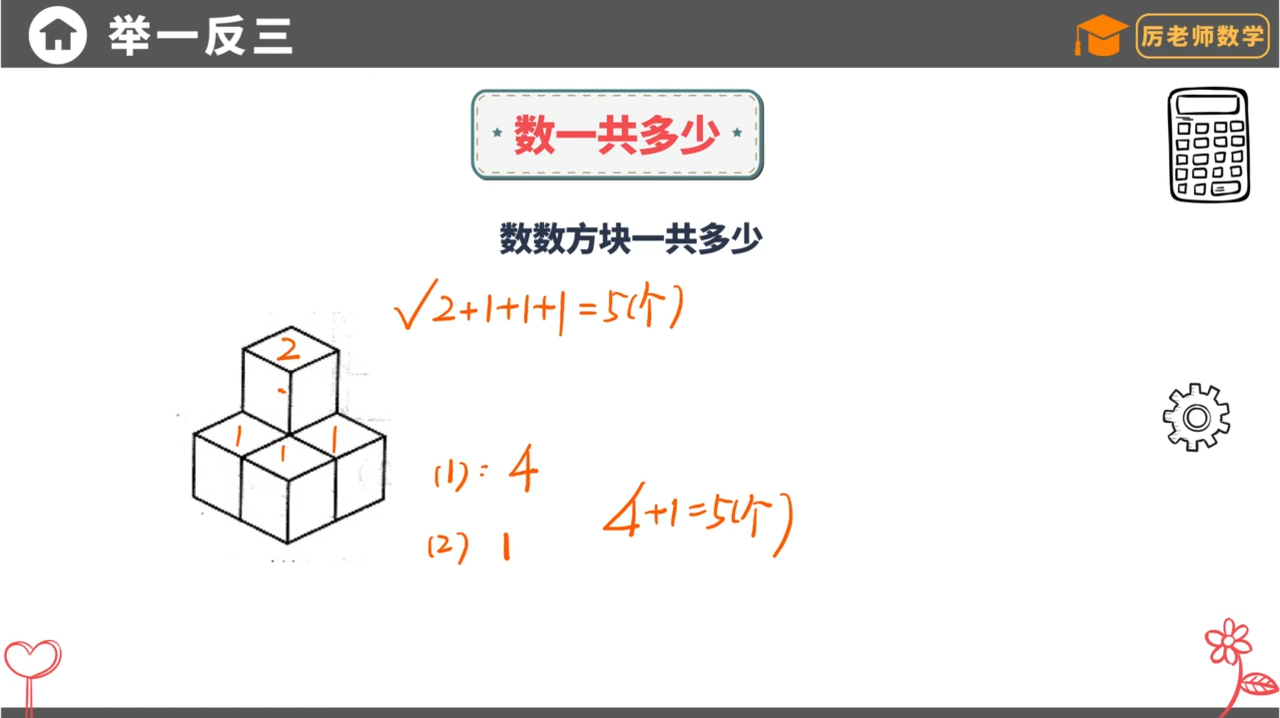 举一反三
厉老师数学
数一共多少
数数方块一共多少
√2+1+1+1=5(个)
2
1 1 1
(1): 4
4+1=5(个)
(2) 1